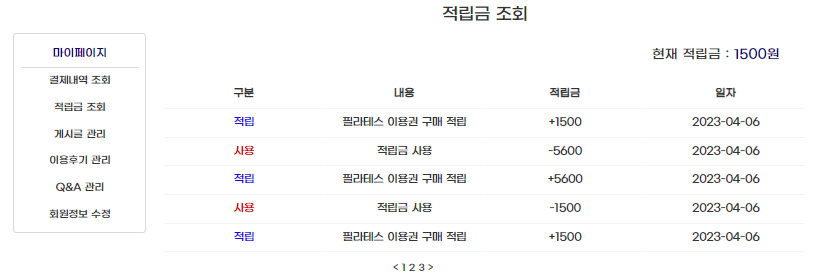 적립금 조회
마이페이지
결제내역 조회
적립금 조회
게시글 관리
이용후기 관리
Q&A 관리
회원정보 수정
현재 적립금 : 1500원
구분 내용 적립금 일자
적립 필라테스 이용권 구매 적립 +1500 2023-04-06
사용 적립금 사용 -5600 2023-04-06
적립 필라테스 이용권 구매 적립 +5600 2023-04-06
사용 적립금 사용 -1500 2023-04-06
적립 필라테스 이용권 구매 적립 +1500 2023-04-06
< 1 2 3 >